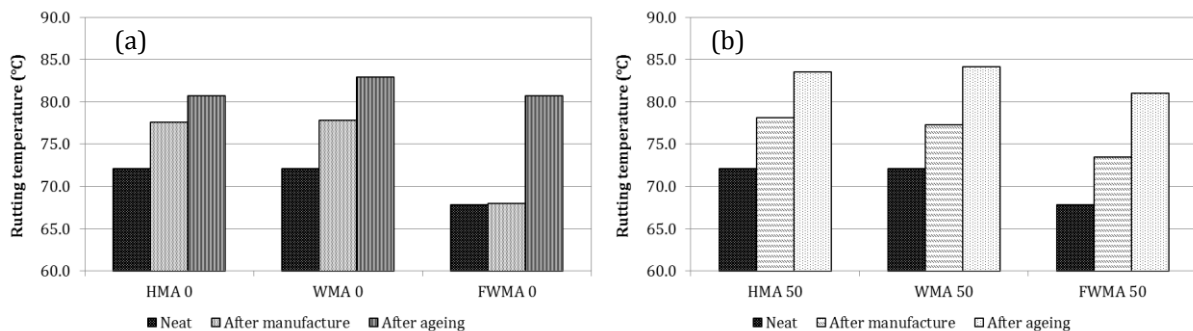 (a)
Rutting temperature (°C)
90.0
85.0
80.0
75.0
70.0
65.0
60.0
HMA 0 WMA 0 FWMA 0
Neat After manufacture After ageing
(b)
Rutting temperature (°C)
90.0
85.0
80.0
75.0
70.0
65.0
60.0
HMA 50 WMA 50 FWMA 50
Neat After manufacture After ageing